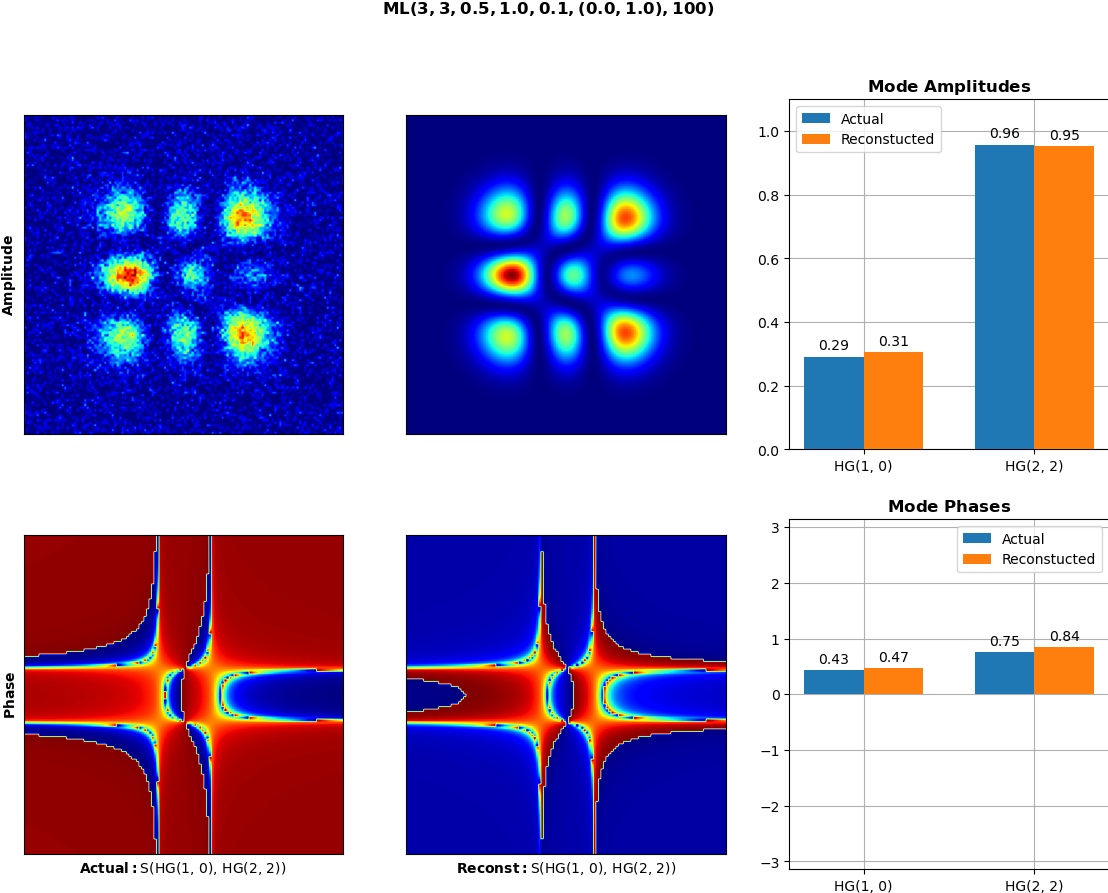 ML(3, 3, 0.5, 1.0, 0.1, (0.0, 1.0), 100)
Amplitude
Mode Amplitudes
Actual
Reconstucted
1.0
0.8
0.6
0.4
0.2
0.0
0.29
0.31
0.96
0.95
HG(1, 0)
HG(2, 2)
Phase
Actual: S(HG(1, 0), HG(2, 2))
Reconst: S(HG(1, 0), HG(2, 2))
Mode Phases
Actual
Reconstucted
3
2
1
0
−1
−2
−3
0.43
0.47
0.75
0.84
HG(1, 0)
HG(2, 2)